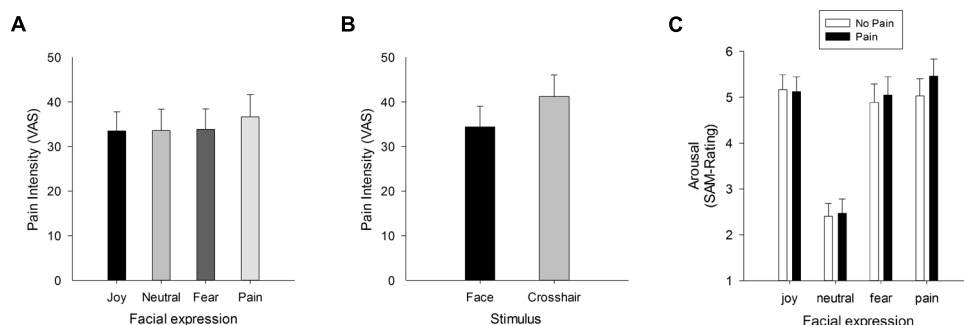 A
Pain Intensity (VAS)
50
40
30
20
10
0
Joy Neutral Fear Pain
Facial expression
B
Pain Intensity (VAS)
50
40
30
20
10
0
Face Crosshair
Stimulus
C
No Pain
Pain
Arousal
(SAM-Rating)
6
5
4
3
2
1
joy neutral fear pain
Facial expression